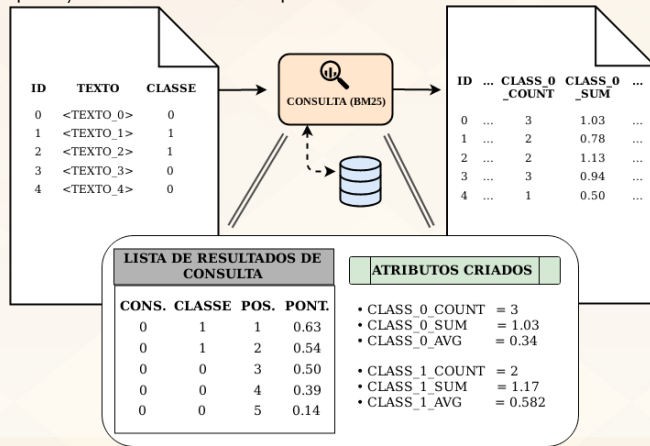 ID TEXTO CLASSE
0 <TEXTO_0> 0
1 <TEXTO_1> 1
2 <TEXTO_2> 1
3 <TEXTO_3> 0
4 <TEXTO_4> 0
CONSULTA (BM25)
ID ... CLASS_0 CLASS_0 ...
_COUNT _SUM
0 ... 3 1.03 ...
1 ... 2 0.78 ...
2 ... 2 1.13 ...
3 ... 3 0.94 ...
4 ... 1 0.50 ...
LISTA DE RESULTADOS DE
CONSULTA
CONS. CLASSE POS. PONT.
0 1 1 0.63
0 1 2 0.54
0 0 3 0.50
0 0 4 0.39
0 0 5 0.14
ATRIBUTOS CRIADOS
• CLASS_0_COUNT = 3
• CLASS_0_SUM = 1.03
• CLASS_0_AVG = 0.34
• CLASS_1_COUNT = 2
• CLASS_1_SUM = 1.17
• CLASS_1_AVG = 0.582